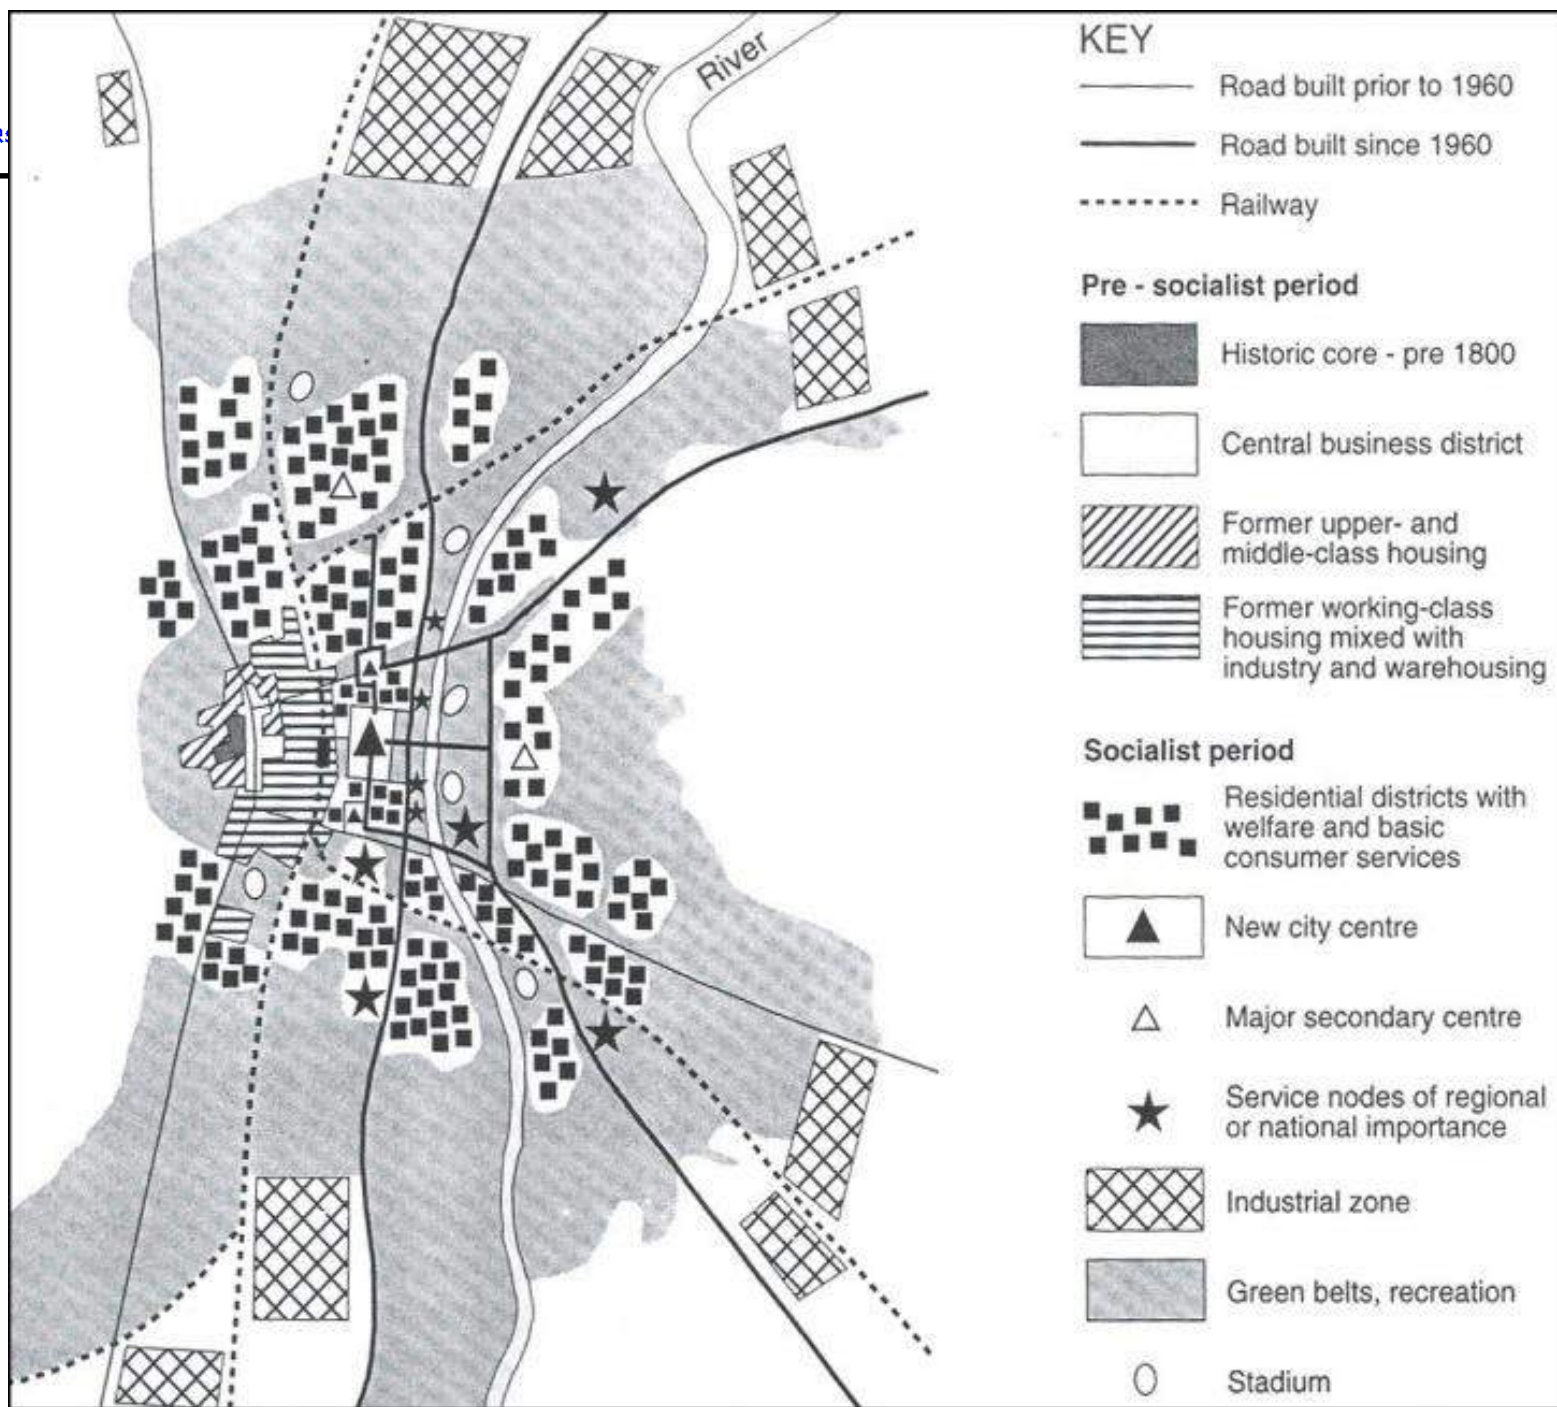 River
KEY
Road built prior to 1960
Road built since 1960
Railway
Pre - socialist period
Historic core - pre 1800
Central business district
Former upper- and
middle-class housing
Former working-class
housing mixed with
industry and warehousing
Socialist period
Residential districts with
welfare and basic
consumer services
New city centre
Major secondary centre
Service nodes of regional
or national importance
Industrial zone
Green belts, recreation
Stadium